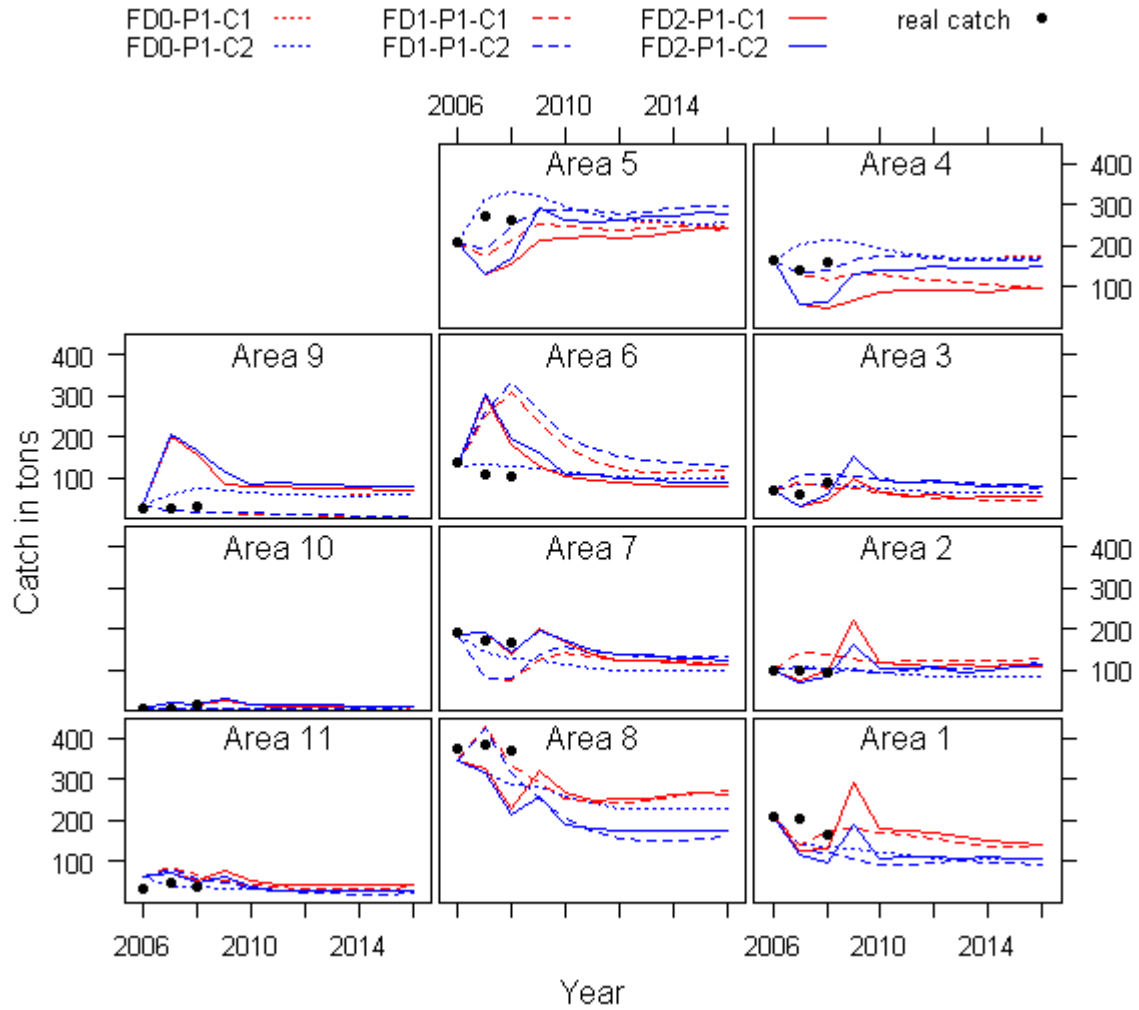 FD0-P1-C1 FD1-P1-C1 FD2-P1-C1 real catch
FD0-P1-C2 FD1-P1-C2 FD2-P1-C2
2006 2010 2014
Area 5 Area 4
400
300
200
100
Area 9 Area 6 Area 3
400
300
200
100
Area 10 Area 7 Area 2
400
300
200
100
Area 11 Area 8 Area 1
400
300
200
100
2006 2010 2014 2006 2010 2014
Catch in tons
Year